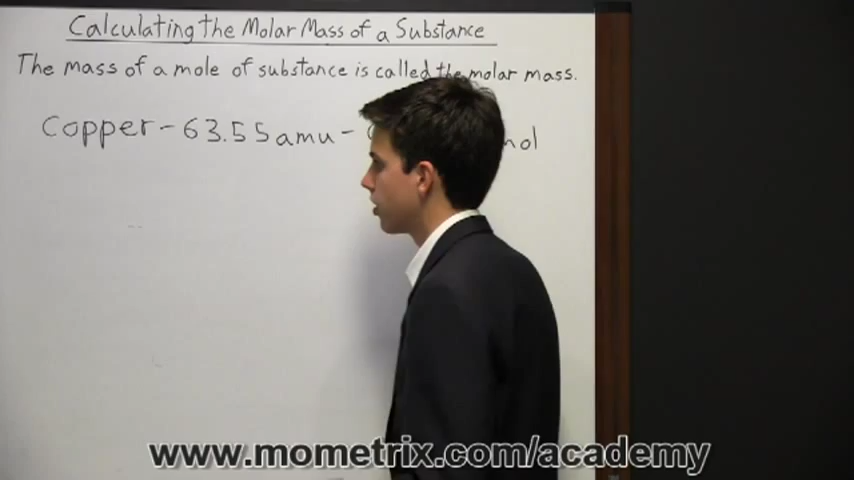 Calculating the Molar Mass of a Substance
The mass of a mole of substance is called the molar mass.
Copper - 63.55 amu -
www.mometrix.com/academy